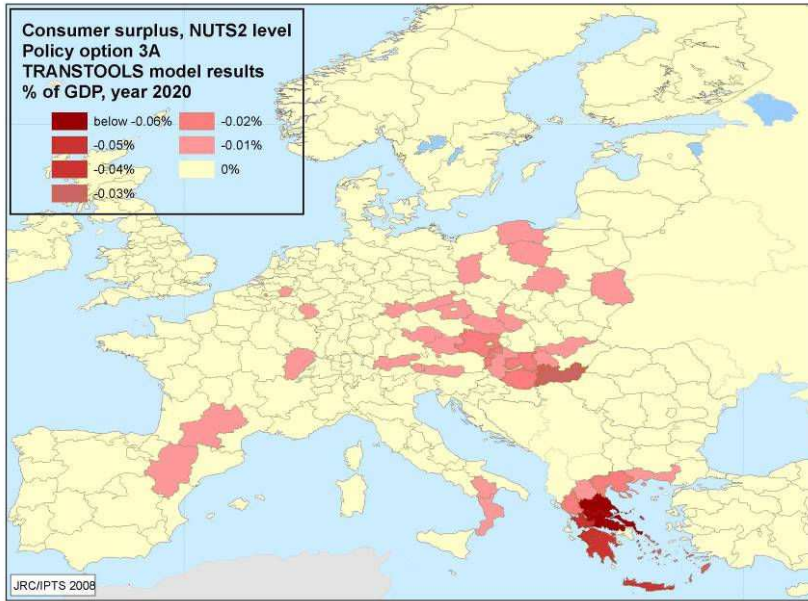 Consumer surplus, NUTS2 level
Policy option 3A
TRANSTOOLS model results
% of GDP, year 2020
below -0.06%
-0.02%
-0.05%
-0.01%
-0.04%
0%
-0.03%
JRC/IPTS 2008